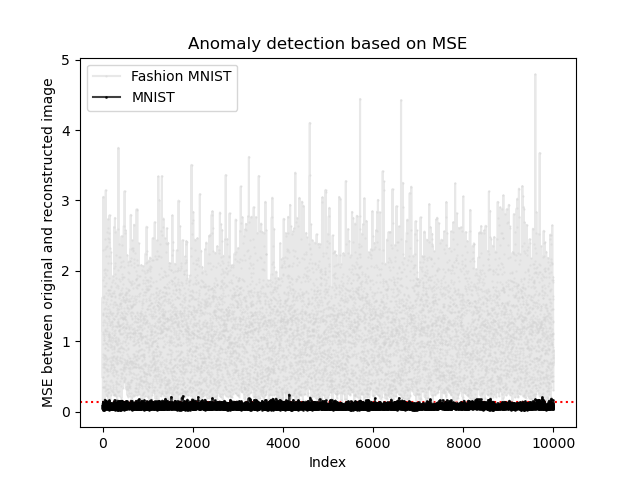 Anomaly detection based on MSE
MSE between original and reconstructed image
5
4
3
2
1
0
Fashion MNIST
MNIST
0
2000
4000
6000
8000
10000
Index